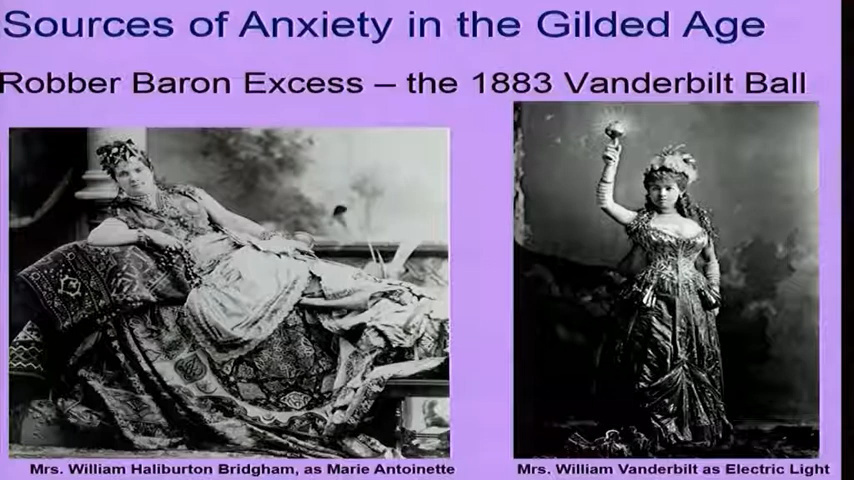 Sources of Anxiety in the Gilded Age
Robber Baron Excess – the 1883 Vanderbilt Ball
Mrs. William Haliburton Bridgham, as Marie Antoinette
Mrs. William Vanderbilt as Electric Light